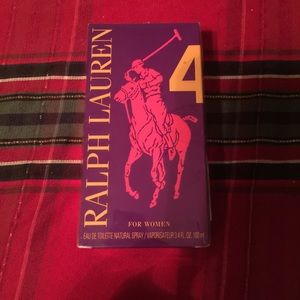 RALPH LAUREN
4
FOR WOMEN
EAU DE TOILETTE NATURAL SPRAY / VAPORISATEUR 3.4 FL. OZ. 100 ml